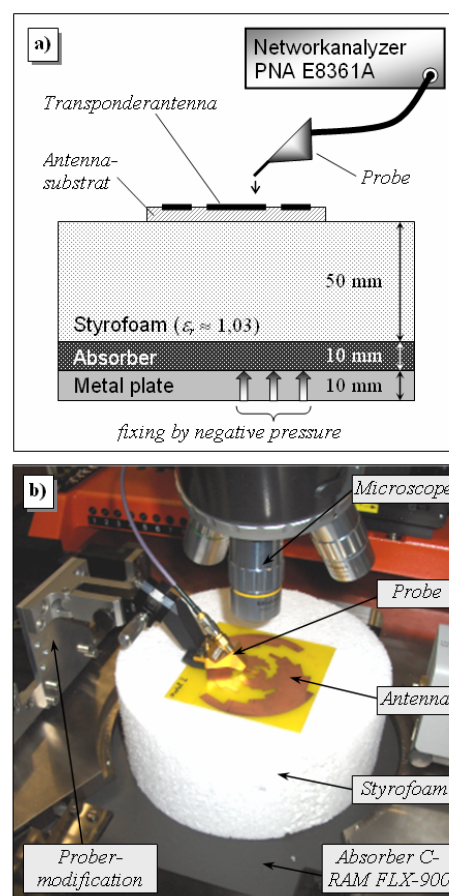 a)
Networkanalyzer
PNA E8361A
Transponderantenna
Antenna-
substrat
Probe
50 mm
Styrofoam (εr ≈ 1,03)
Absorber
10 mm
Metal plate
10 mm
fixing by negative pressure
b)
Microscope
Probe
Antenna
Styrofoam
Prober-
modification
Absorber C-
RAM FLX-900